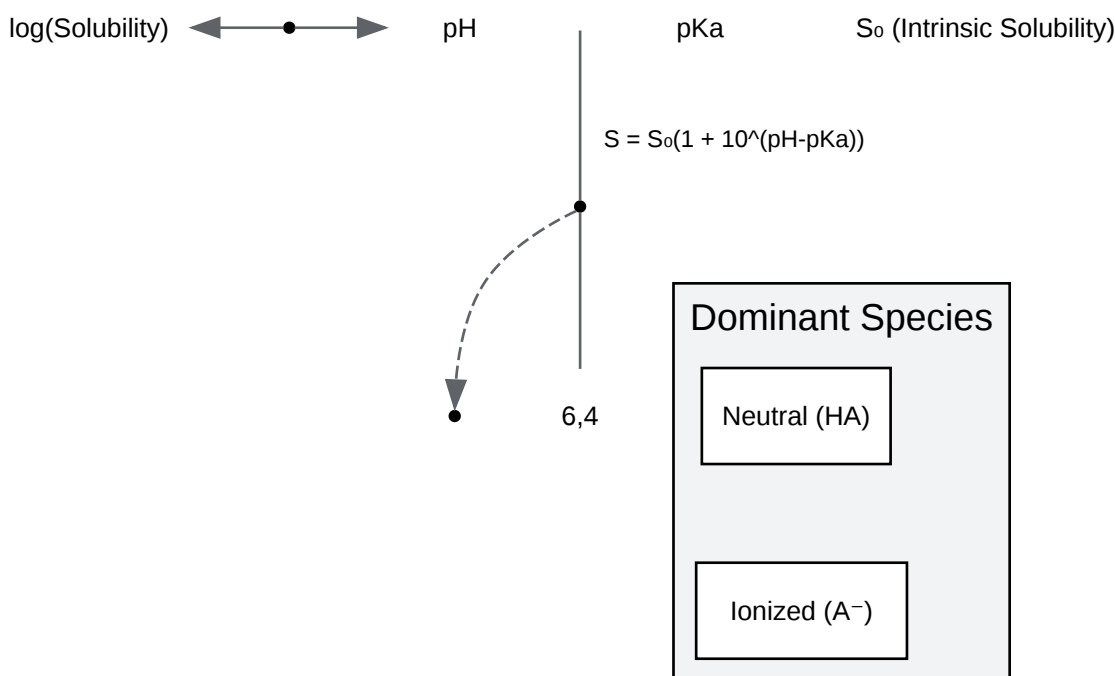 log(Solubility) pH pKa S₀ (Intrinsic Solubility)
S = S₀(1 + 10^(pH-pKa))
Dominant Species
6,4
Neutral (HA)
Ionized (A⁻)